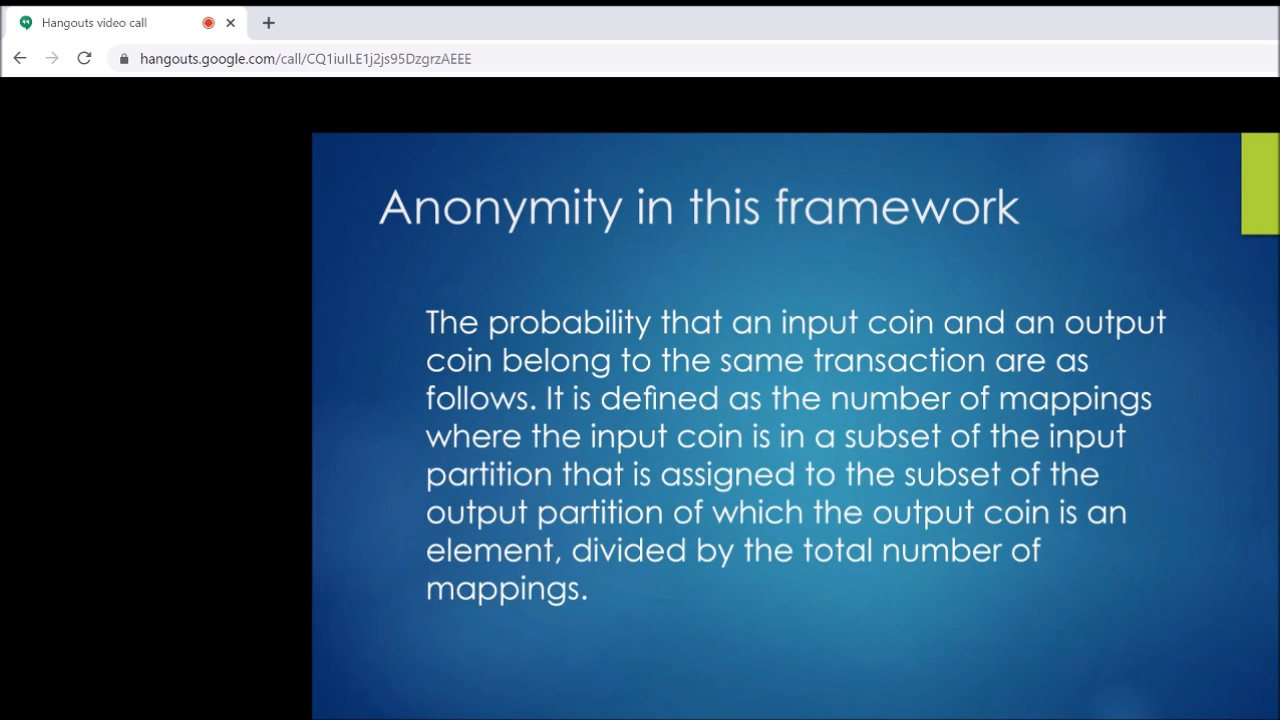 Hangouts video call
hangouts.google.com/call/CQ1iuILE1j2js95DzgrzAEEE
Anonymity in this framework
The probability that an input coin and an output
coin belong to the same transaction are as
follows. It is defined as the number of mappings
where the input coin is in a subset of the input
partition that is assigned to the subset of the
output partition of which the output coin is an
element, divided by the total number of
mappings.